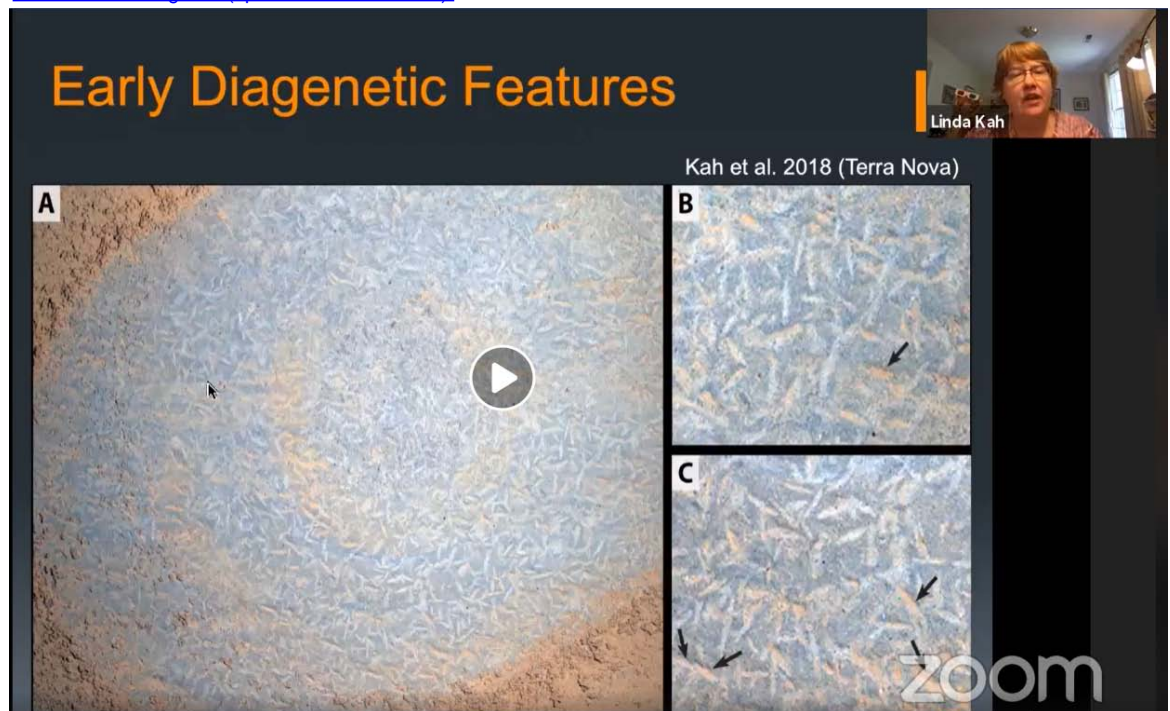 Early Diagenetic Features
Linda Kah
Kah et al. 2018 (Terra Nova)
A
B
C
zoom